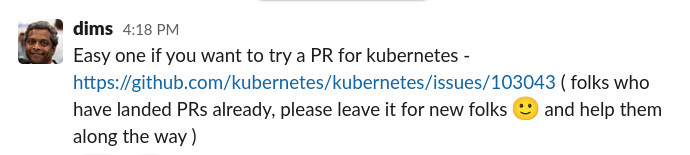 dims 4:18 PM
Easy one if you want to try a PR for kubernetes -
https://github.com/kubernetes/kubernetes/issues/103043 ( folks who
have landed PRs already, please leave it for new folks 🙂 and help them
along the way )